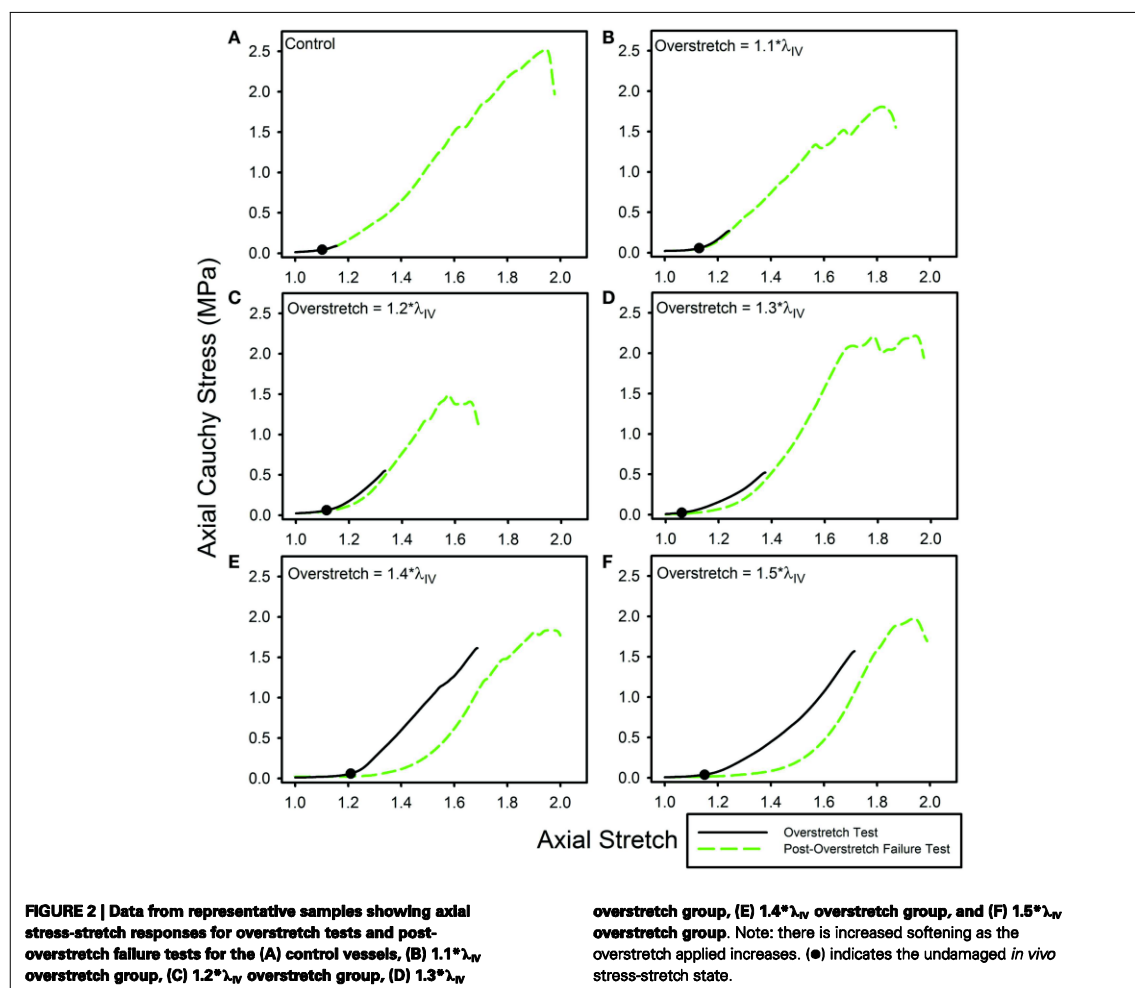 A
Control
2.5
2.0
1.5
1.0
0.5
0.0
1.0 1.2 1.4 1.6 1.8 2.0
B
Overstretch = 1.1*λIV
2.5
2.0
1.5
1.0
0.5
0.0
1.0 1.2 1.4 1.6 1.8 2.0
C
Overstretch = 1.2*λIV
2.5
2.0
1.5
1.0
0.5
0.0
1.0 1.2 1.4 1.6 1.8 2.0
D
Overstretch = 1.3*λIV
2.5
2.0
1.5
1.0
0.5
0.0
1.0 1.2 1.4 1.6 1.8 2.0
E
Overstretch = 1.4*λIV
2.5
2.0
1.5
1.0
0.5
0.0
1.0 1.2 1.4 1.6 1.8 2.0
F
Overstretch = 1.5*λIV
2.5
2.0
1.5
1.0
0.5
0.0
1.0 1.2 1.4 1.6 1.8 2.0
Axial Cauchy Stress (MPa)
Axial Stretch
Overstretch Test
Post-Overstretch Failure Test
FIGURE 2 | Data from representative samples showing axial
stress-stretch responses for overstretch tests and post-
overstretch failure tests for the (A) control vessels, (B) 1.1*λIV
overstretch group, (C) 1.2*λIV overstretch group, (D) 1.3*λIV
overstretch group, (E) 1.4*λIV overstretch group, and (F) 1.5*λIV
overstretch group. Note: there is increased softening as the
overstretch applied increases. (●) indicates the undamaged in vivo
stress-stretch state.